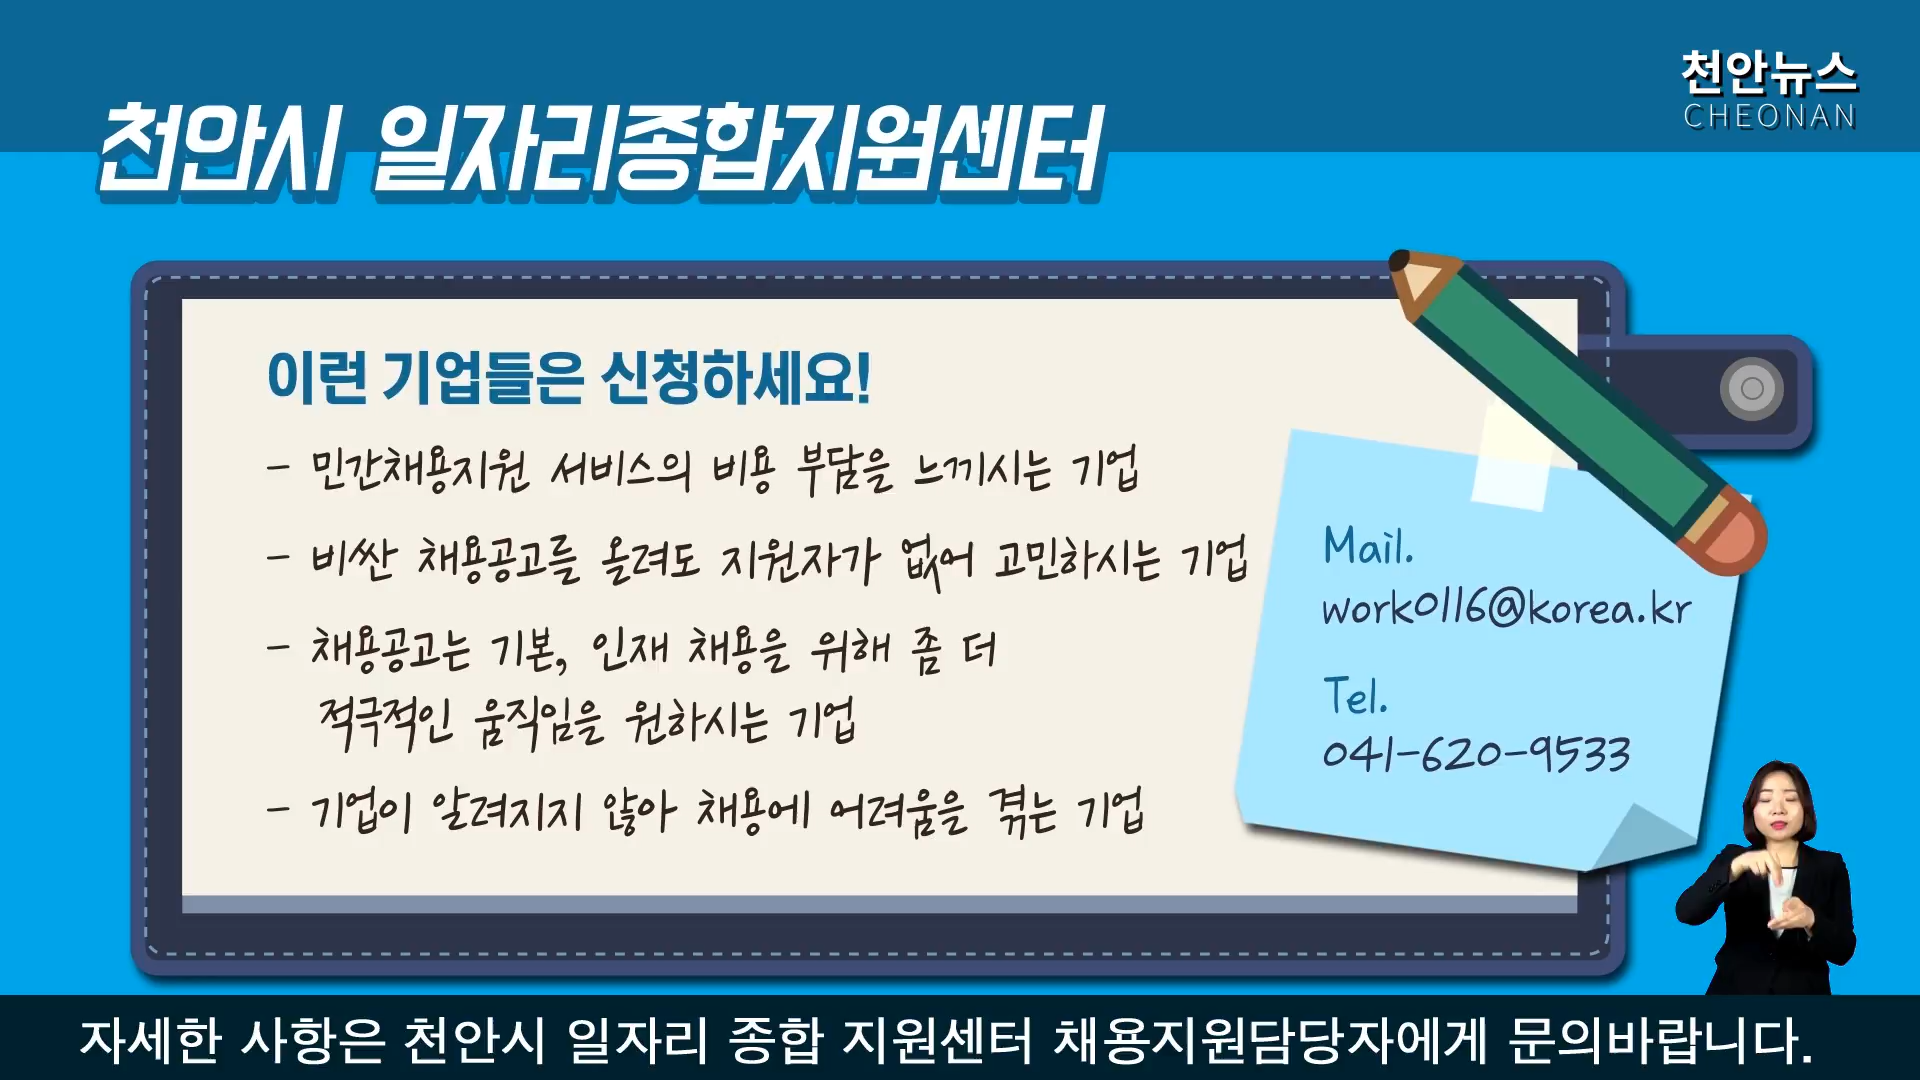 천안뉴스
CHEONAN
천안시 일자리종합지원센터
이런 기업들은 신청하세요!
- 민간채용지원 서비스의 비용 부담을 느끼시는 기업
- 비싼 채용공고를 올려도 지원자가 없어 고민하시는 기업
- 채용공고는 기본, 인재 채용을 위해 좀 더
적극적인 움직임을 원하시는 기업
- 기업이 알려지지 않아 채용에 어려움을 겪는 기업
Mail.
work0116@korea.kr
Tel.
041-620-9533
자세한 사항은 천안시 일자리 종합 지원센터 채용지원담당자에게 문의바랍니다.